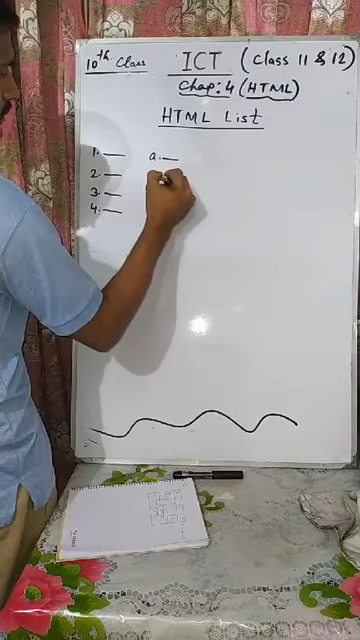 10th Class
ICT (Class 11 & 12)
Chap: 4 (HTML)
HTML List
1. —
2. —
3. —
4. —
a. —